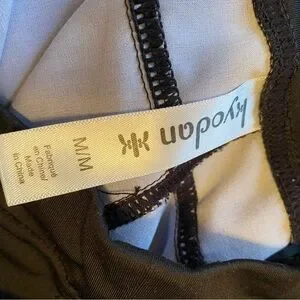 kyodan
M/M
Fabriqué
en Chine/
Made
in China